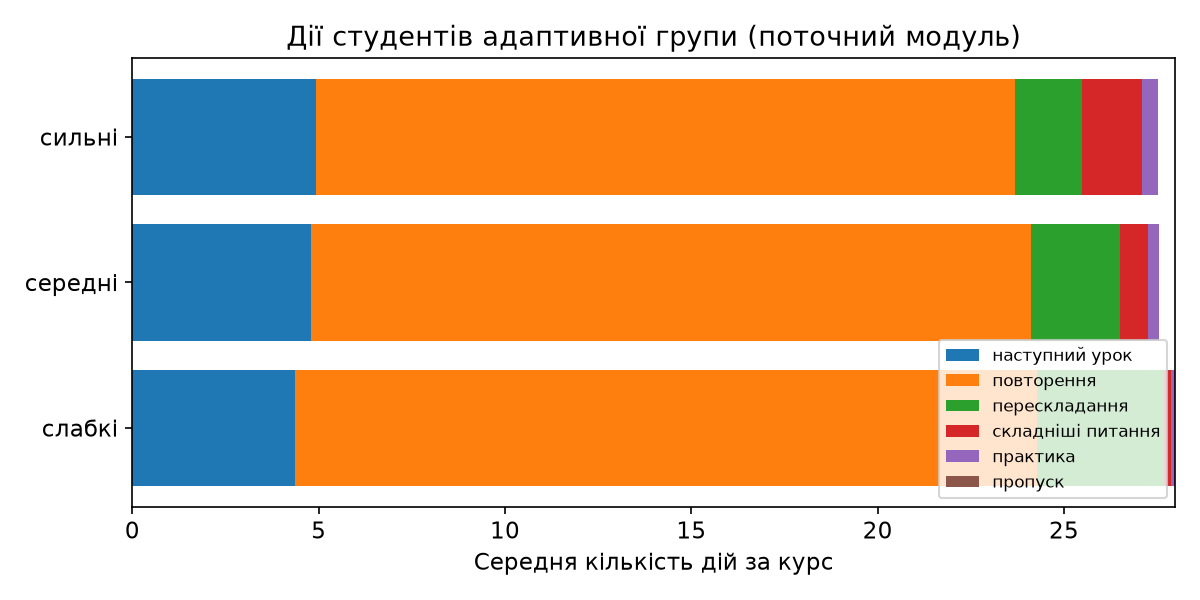 Дії студентів адаптивної групи (поточний модуль)
сильні
середні
слабкі
наступний урок
повторення
перескладання
складніші питання
практика
пропуск
0 5 10 15 20 25
Середня кількість дій за курс